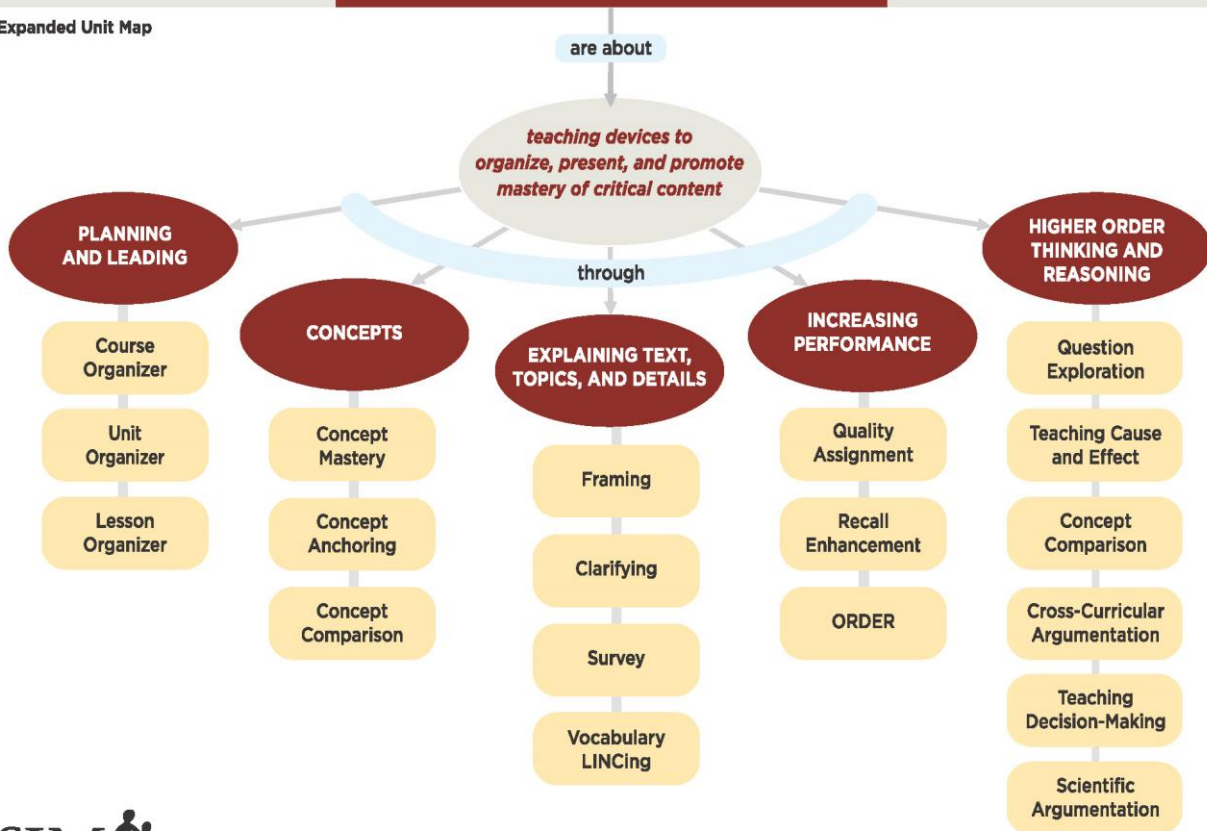 Expanded Unit Map
are about
teaching devices to
organize, present, and promote
mastery of critical content
through
PLANNING
AND LEADING
Course
Organizer
Unit
Organizer
Lesson
Organizer
CONCEPTS
Concept
Mastery
Concept
Anchoring
Concept
Comparison
EXPLAINING TEXT,
TOPICS, AND DETAILS
Framing
Clarifying
Survey
Vocabulary
LINCing
INCREASING
PERFORMANCE
Quality
Assignment
Recall
Enhancement
ORDER
HIGHER ORDER
THINKING AND
REASONING
Question
Exploration
Teaching Cause
and Effect
Concept
Comparison
Cross-Curricular
Argumentation
Teaching
Decision-Making
Scientific
Argumentation
SIM